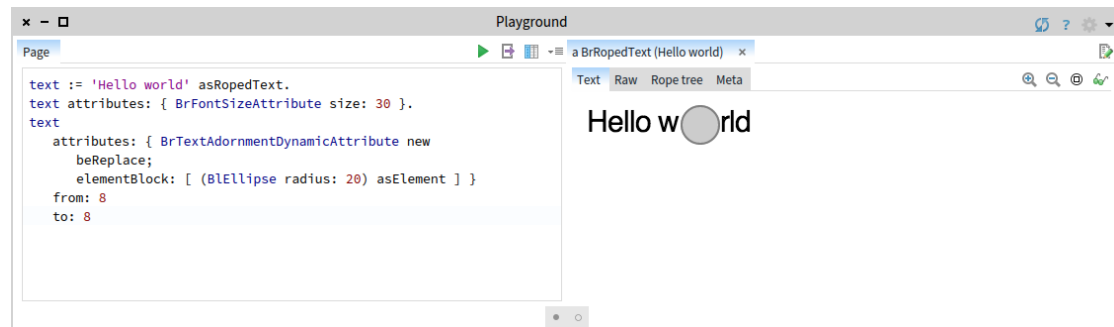 Playground
?
Page
a BrRopedText (Hello world) ×
text := 'Hello world' asRopedText.
text attributes: { BrFontSizeAttribute size: 30 }.
text
attributes: { BrTextAdornmentDynamicAttribute new
beReplace;
elementBlock: [ (BlEllipse radius: 20) asElement ] }
from: 8
to: 8
Text Raw Rope tree Meta
Hello w rld